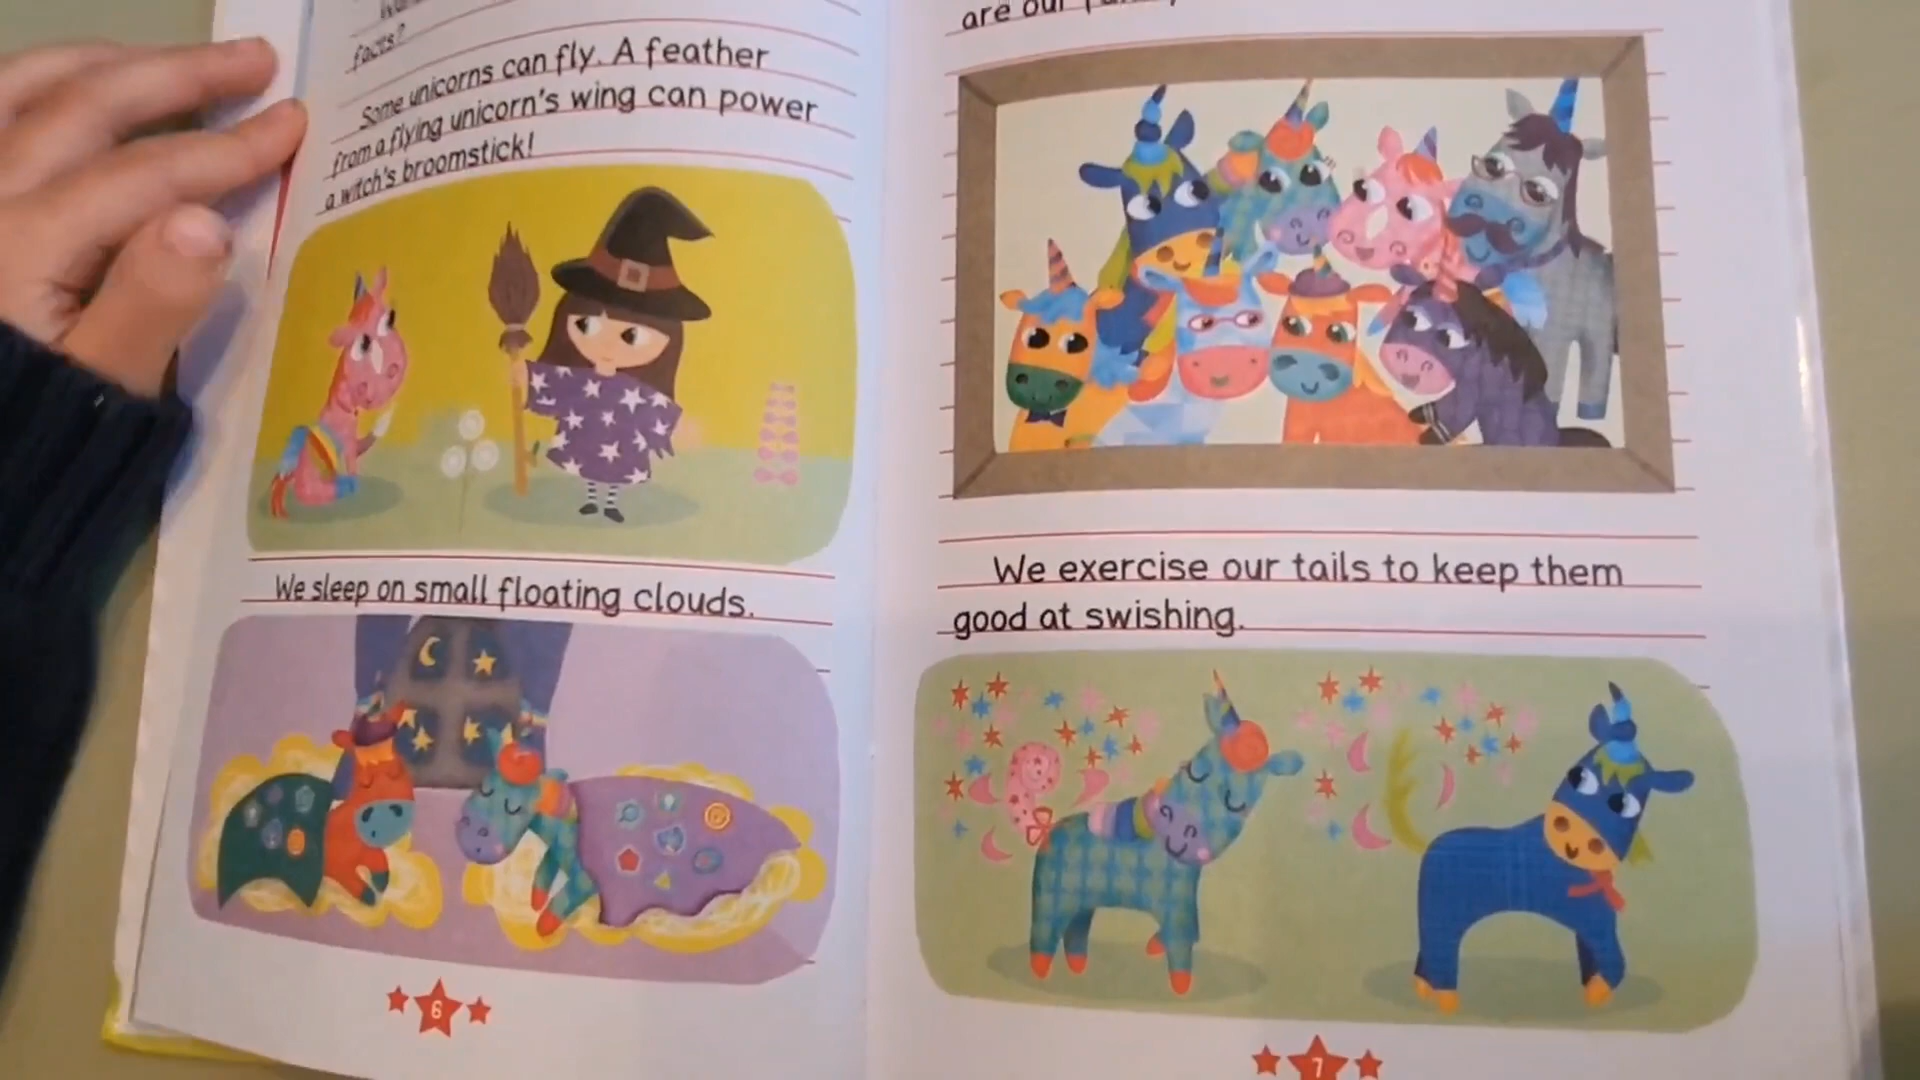 facts?
Some unicorns can fly. A feather
from a flying unicorn's wing can power
a witch's broomstick!
We sleep on small floating clouds.
6
are our
We exercise our tails to keep them
good at swishing.
7